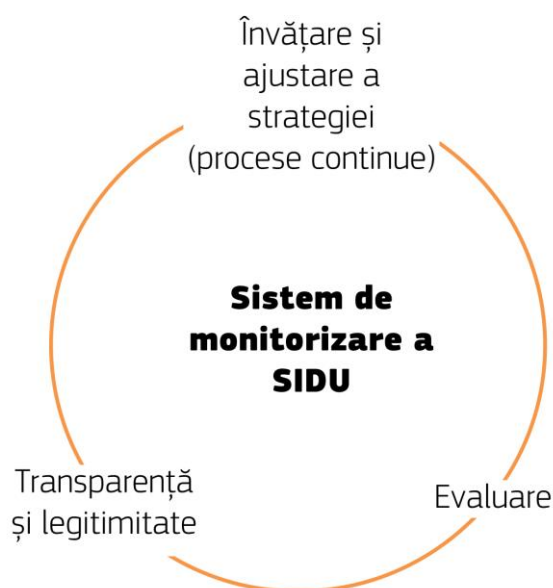 Învățare și
ajustare a
strategiei
(procese continue)
Sistem de
monitorizare a
SIDU
Transparență
și legitimitate
Evaluare